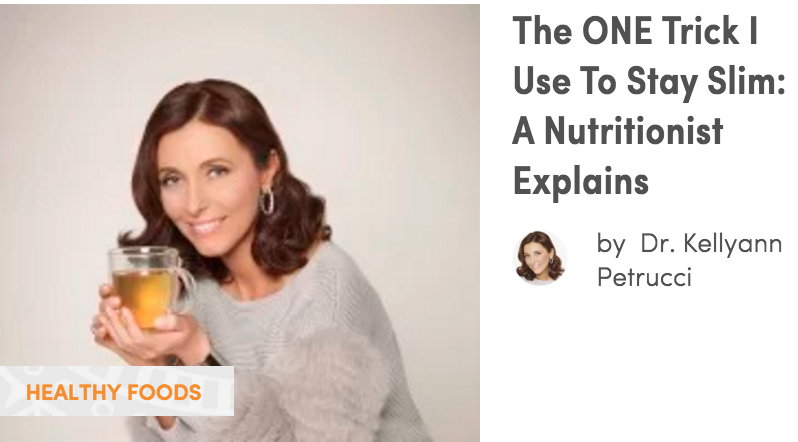 The ONE Trick I
Use To Stay Slim:
A Nutritionist
Explains
by Dr. Kellyann
Petrucci
HEALTHY FOODS